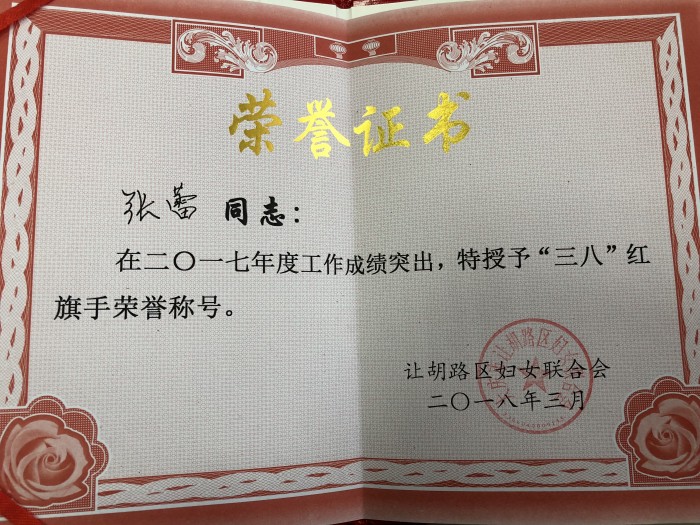 荣誉证书
张蕾 同志：
在二〇一七年度工作成绩突出，特授予“三八”红
旗手荣誉称号。
让胡路区妇女联合会
二〇一八年三月